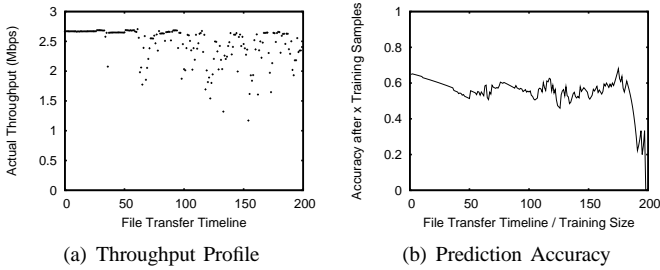 Actual Throughput (Mbps)
3
2.5
2
1.5
1
0.5
0
0 50 100 150 200
File Transfer Timeline
(a) Throughput Profile
Accuracy after x Training Samples
1
0.8
0.6
0.4
0.2
0
0 50 100 150 200
File Transfer Timeline / Training Size
(b) Prediction Accuracy